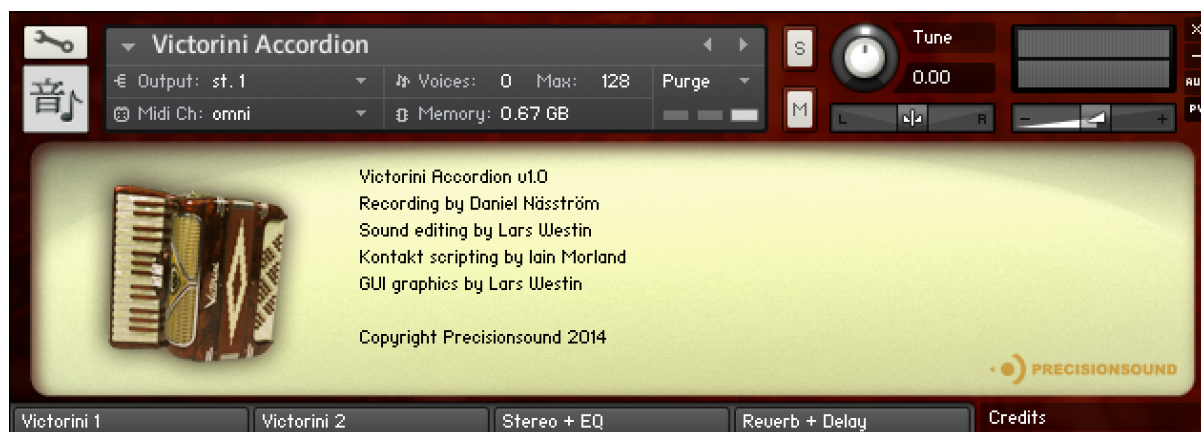 Victorini Accordion
Output: st. 1
Voices: 0 Max: 128
Purge
Midi Ch: omni
Memory: 0.67 GB
S
M
Tune
0.00
L
R
-
+
×
-
AU
PV
音
Victorini Accordion v1.0
Recording by Daniel Näsström
Sound editing by Lars Westin
Kontakt scripting by Iain Morland
GUI graphics by Lars Westin
Copyright Precisionsound 2014
PRECISIONSOUND
Victorini 1
Victorini 2
Stereo + EQ
Reverb + Delay
Credits